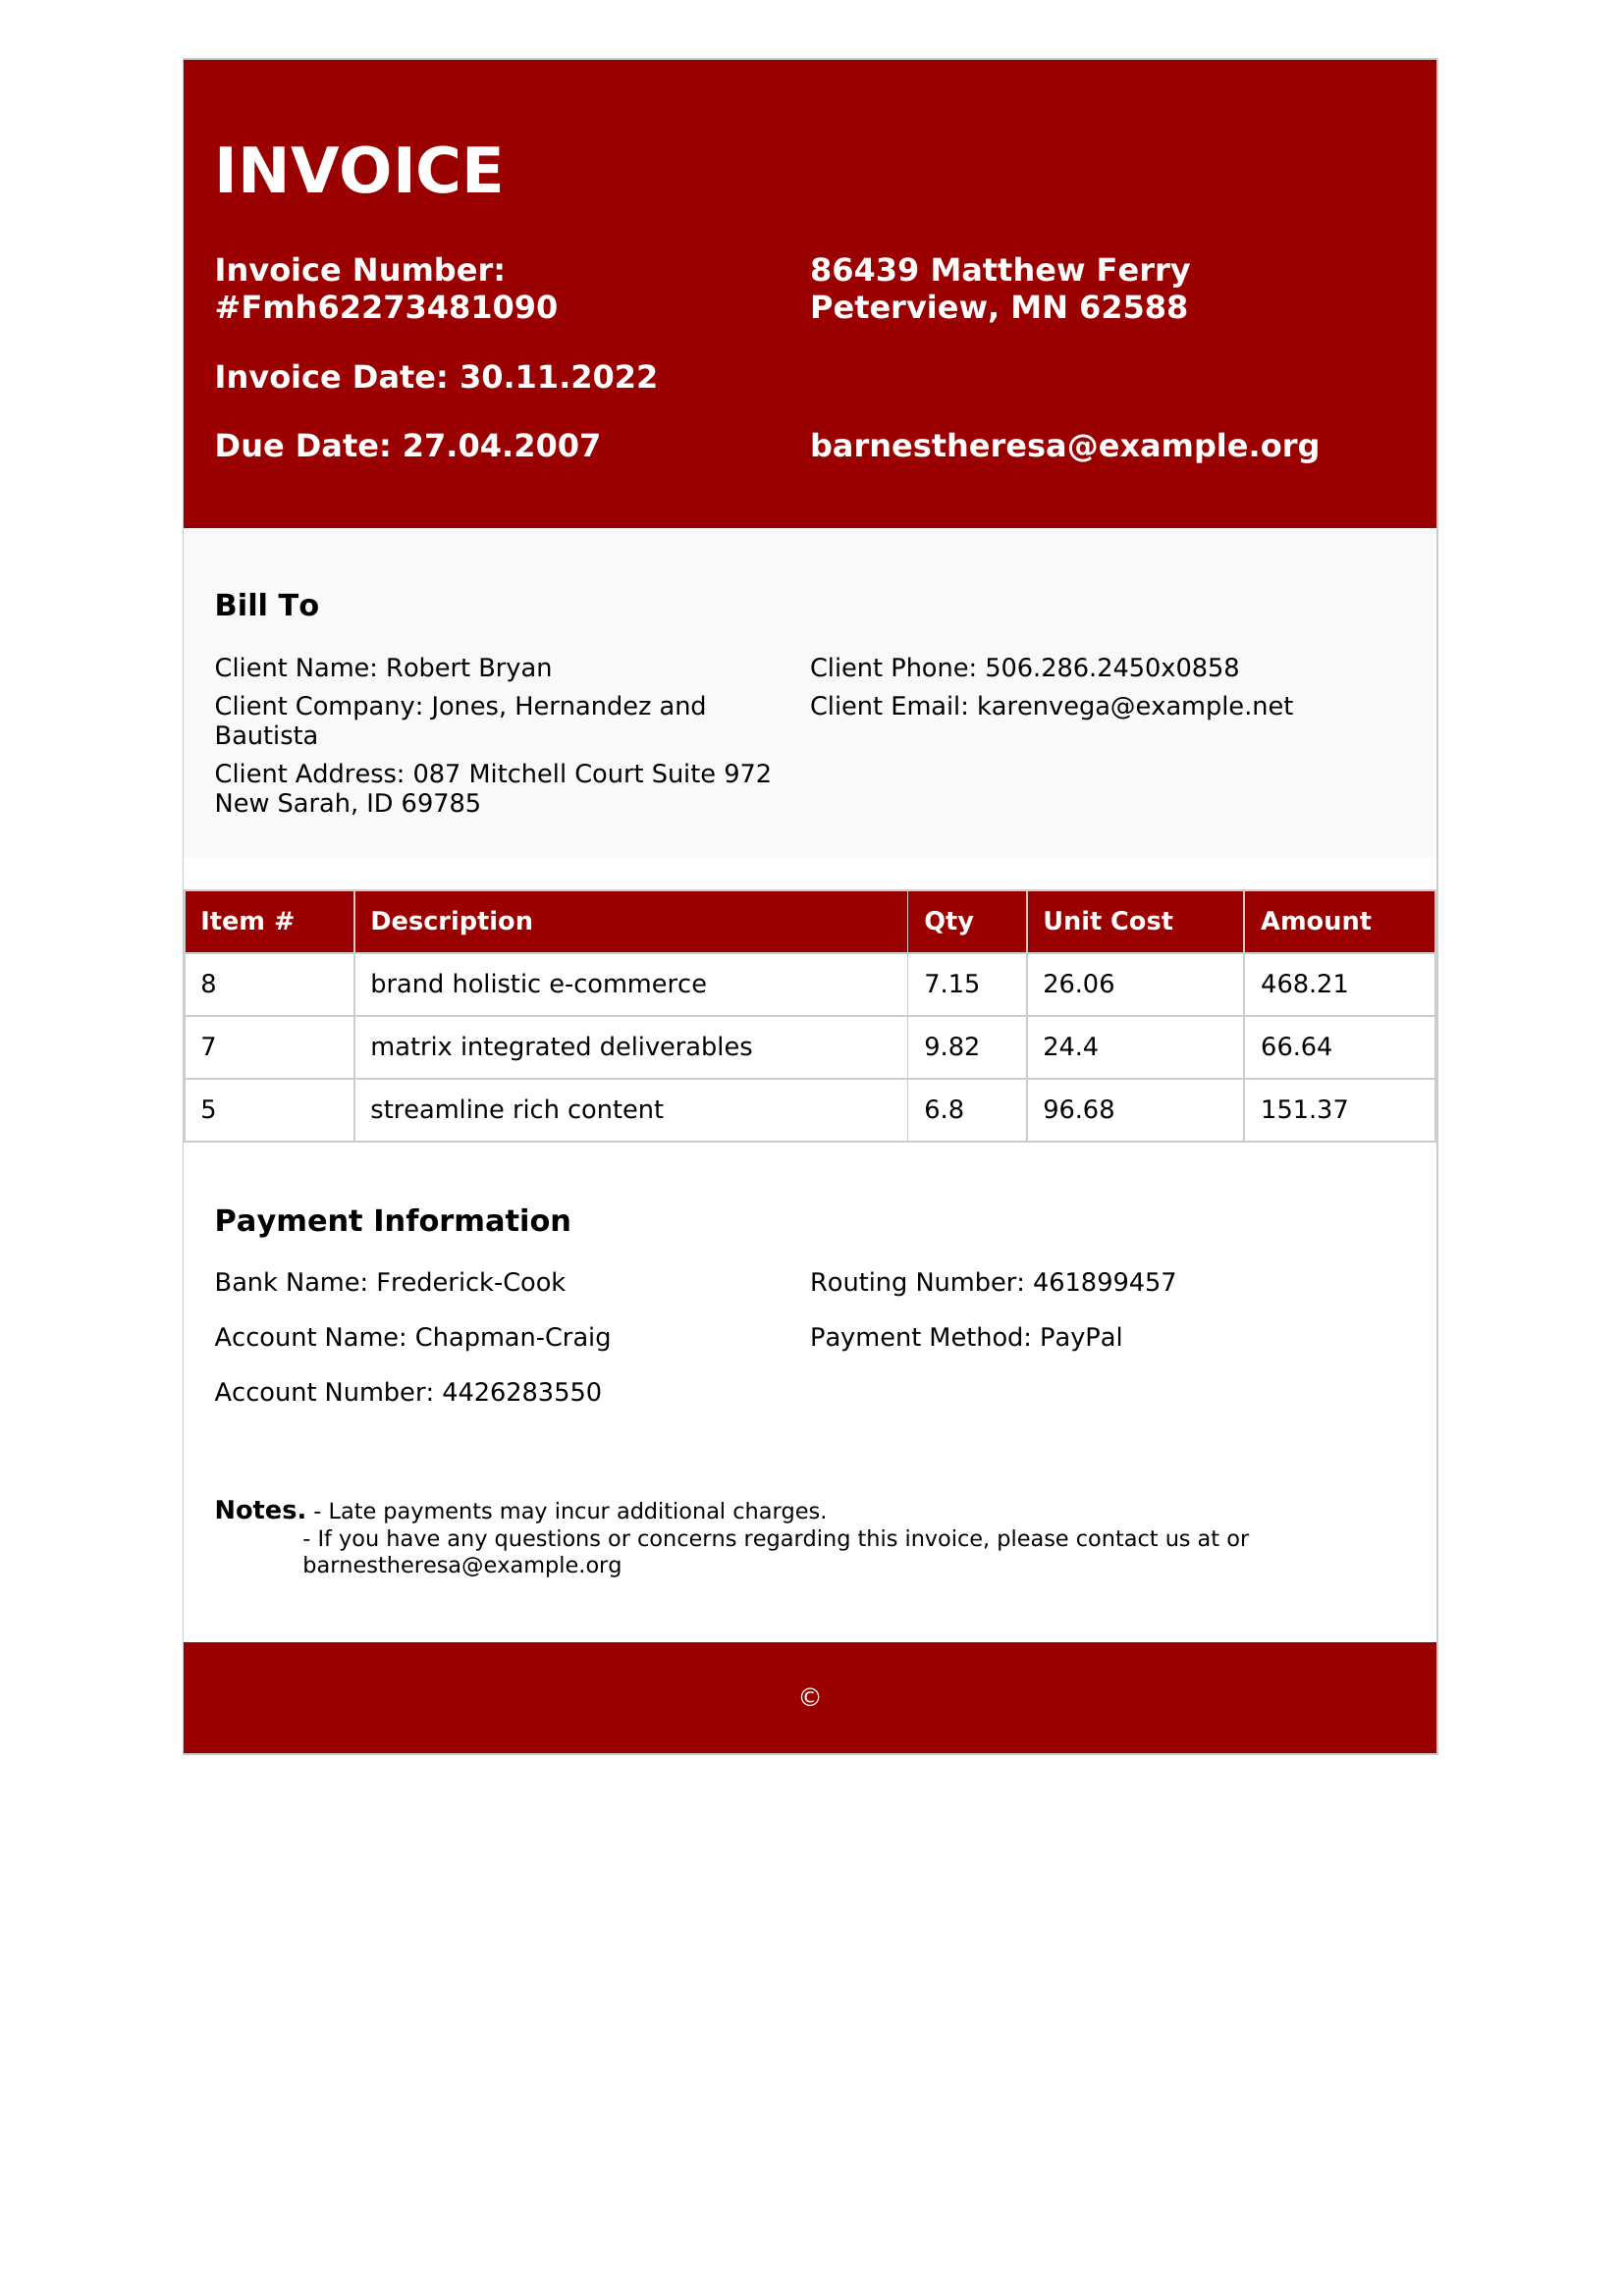 INVOICE
Invoice Number:
#Fmh62273481090
86439 Matthew Ferry
Peterview, MN 62588
Invoice Date: 30.11.2022
Due Date: 27.04.2007
barnestheresa@example.org
Bill To
Client Name: Robert Bryan
Client Phone: 506.286.2450x0858
Client Company: Jones, Hernandez and
Bautista
Client Email: karenvega@example.net
Client Address: 087 Mitchell Court Suite 972
New Sarah, ID 69785
Item # Description Qty Unit Cost Amount
8 brand holistic e-commerce 7.15 26.06 468.21
7 matrix integrated deliverables 9.82 24.4 66.64
5 streamline rich content 6.8 96.68 151.37
Payment Information
Bank Name: Frederick-Cook
Routing Number: 461899457
Account Name: Chapman-Craig
Payment Method: PayPal
Account Number: 4426283550
Notes. - Late payments may incur additional charges.
- If you have any questions or concerns regarding this invoice, please contact us at or
barnestheresa@example.org
©